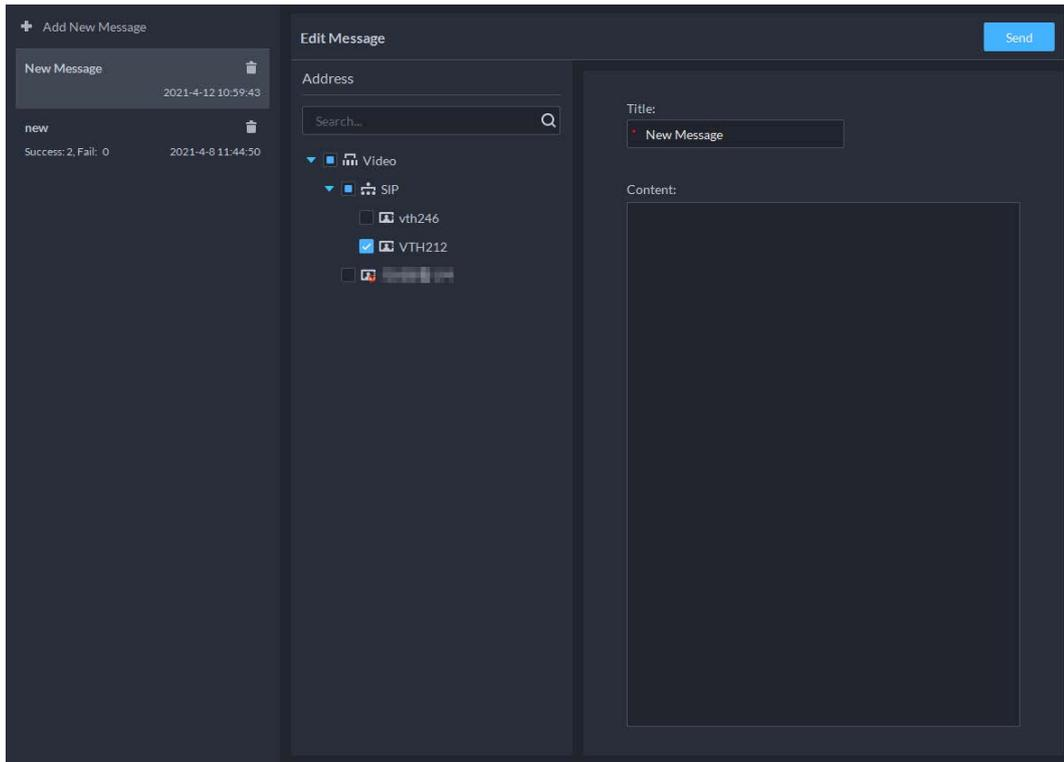 Add New Message
New Message
2021-4-12 10:59:43
new
Success: 2, Fail: 0
2021-4-8 11:44:50
Edit Message
Send
Address
Search...
Video
SIP
vth246
VTH212
Title:
* New Message
Content: